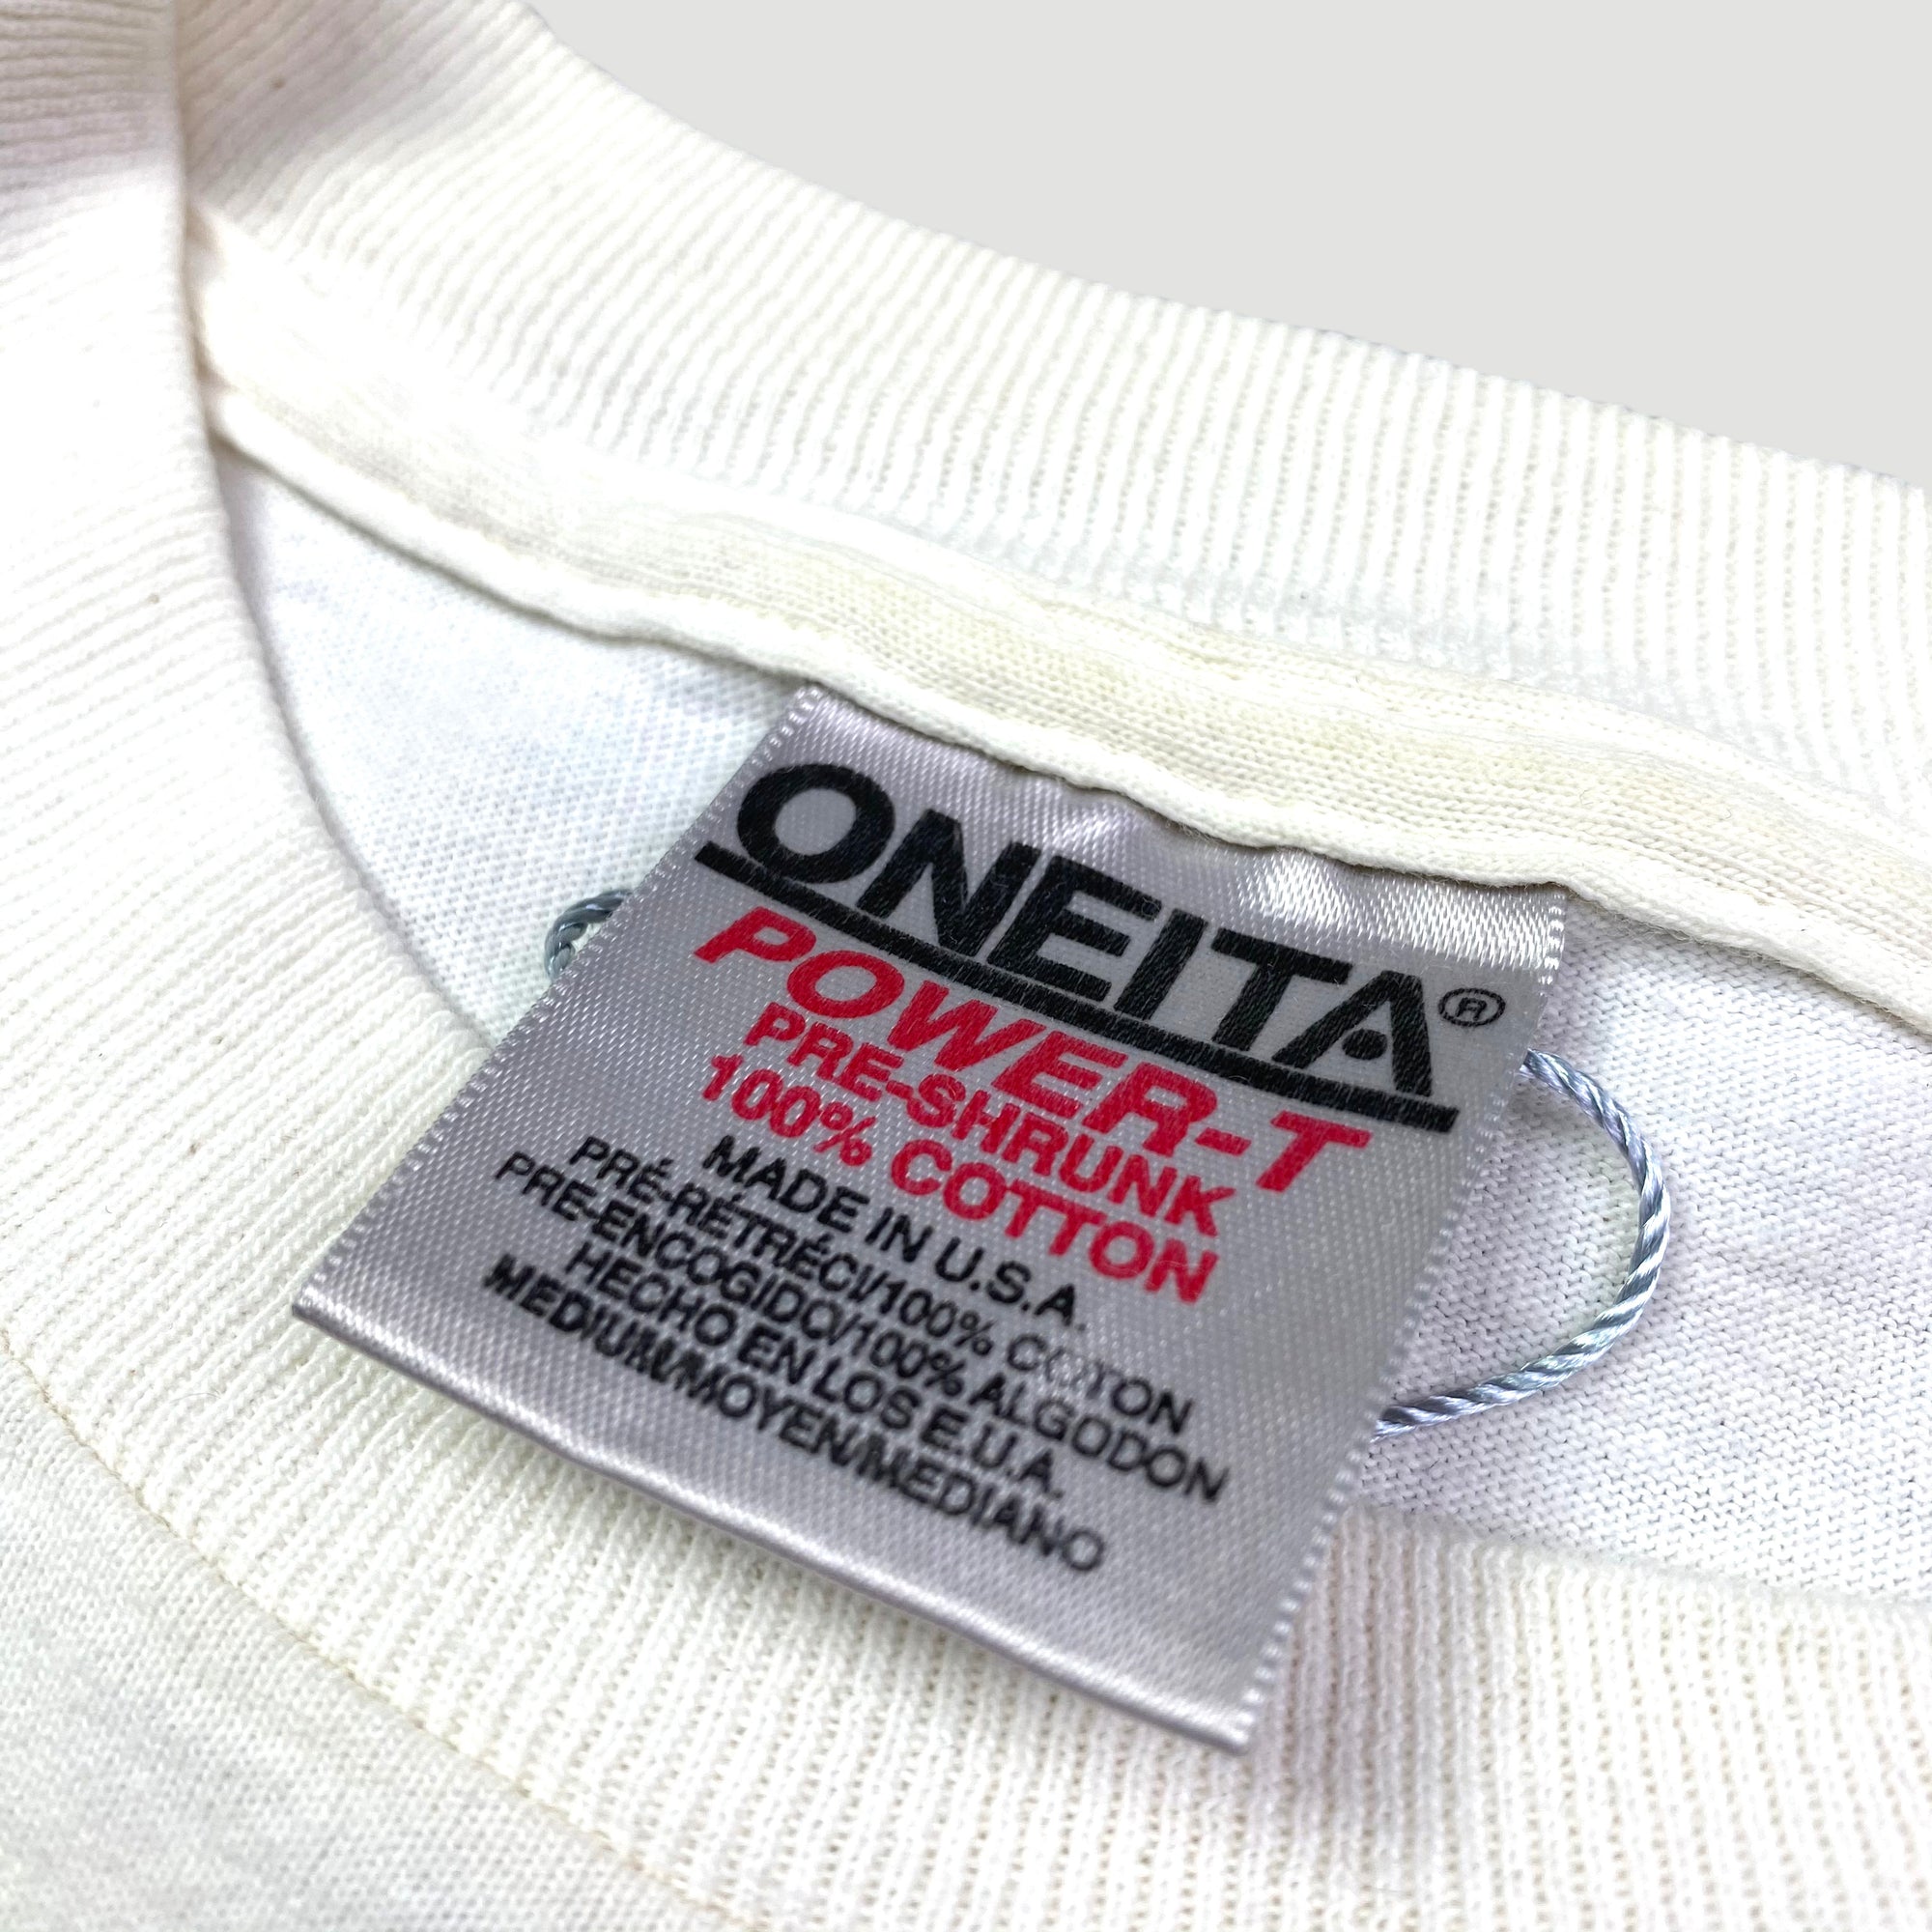 ONEITA®
POWER-T
PRE-SHRUNK
100% COTTON
MADE IN U.S.A.
PRÉ-RÉTRÉCI/100% COTON
PRE-ENCOGIDO/100% ALGODON
HECHO EN LOS E.U.A.
MEDIUM/MOYEN/MEDIANO